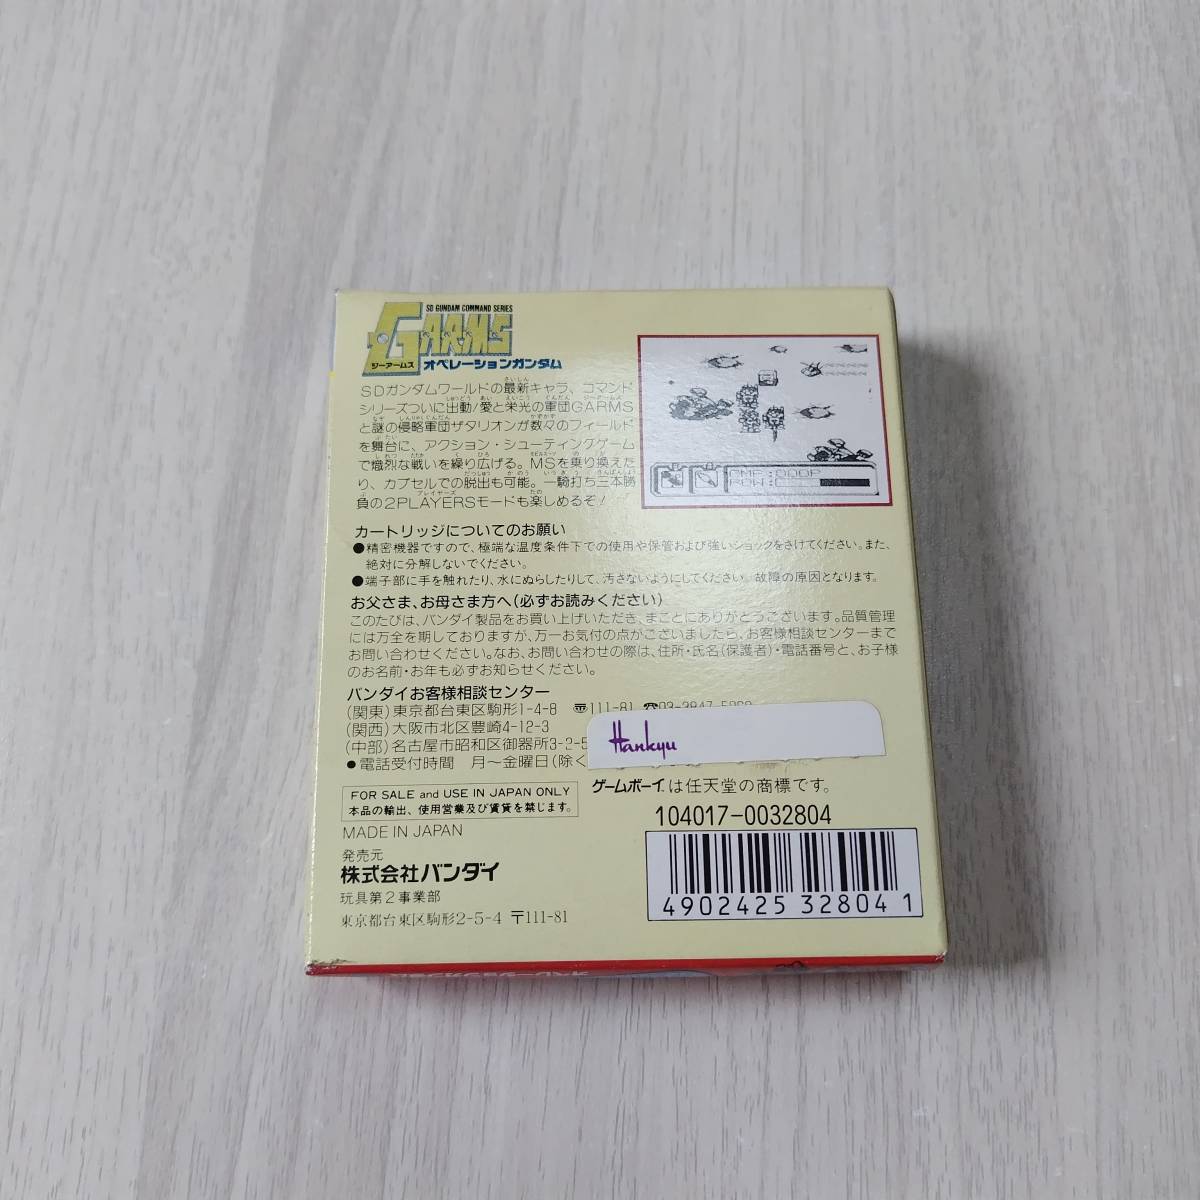 SD GUNDAM COMMAND SERIES
GARMS
ジーアームス
オペレーションガンダム
SDガンダムワールドの最新キャラ、コマンド
シリーズついに出動!愛と栄光の軍団GARMS
と謎の侵略軍団ザタリオンが数々のフィールド
を舞台に、アクション・シューティングゲーム
で熾烈な戦いを繰り広げる。MSを乗り換えた
り、カプセルでの脱出も可能。一騎打ち三本勝
負の2PLAYERSモードも楽しめるぞ!
CMP:000P
POW:
カートリッジについてのお願い
●精密機器ですので、極端な温度条件下での使用や保管および強いショックをさけてください。また、
絶対に分解しないでください。
●端子部に手を触れたり、水にぬらしたりして、汚さないようにしてください。故障の原因となります。
お父さま、お母さま方へ(必ずお読みください)
このたびは、バンダイ製品をお買い上げいただき、まことにありがとうございます。品質管理
には万全を期しておりますが、万一お気付の点がございましたら、お客様相談センターまで
お問い合わせください。なお、お問い合わせの際は、住所・氏名(保護者)・電話番号と、お子様
のお名前・お年も必ずお知らせください。
バンダイお客様相談センター
(関東)東京都台東区駒形1-4-8 〶111-81 ☎03-3847-
(関西)大阪市北区豊崎4-12-3
(中部)名古屋市昭和区御器所3-2-5
●電話受付時間 月〜金曜日(除く
Hankyu
ゲームボーイは任天堂の商標です。
FOR SALE and USE IN JAPAN ONLY
本品の輸出、使用営業及び賃貸を禁じます。
104017-0032804
MADE IN JAPAN
発売元
株式会社バンダイ
玩具第2事業部
東京都台東区駒形2-5-4 〒111-81
4902425328041